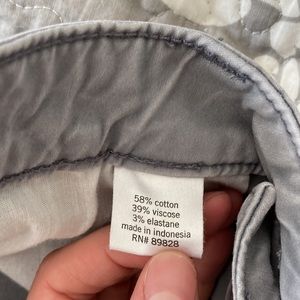 58% cotton
39% viscose
3% elastane
made in indonesia
RN# 89828